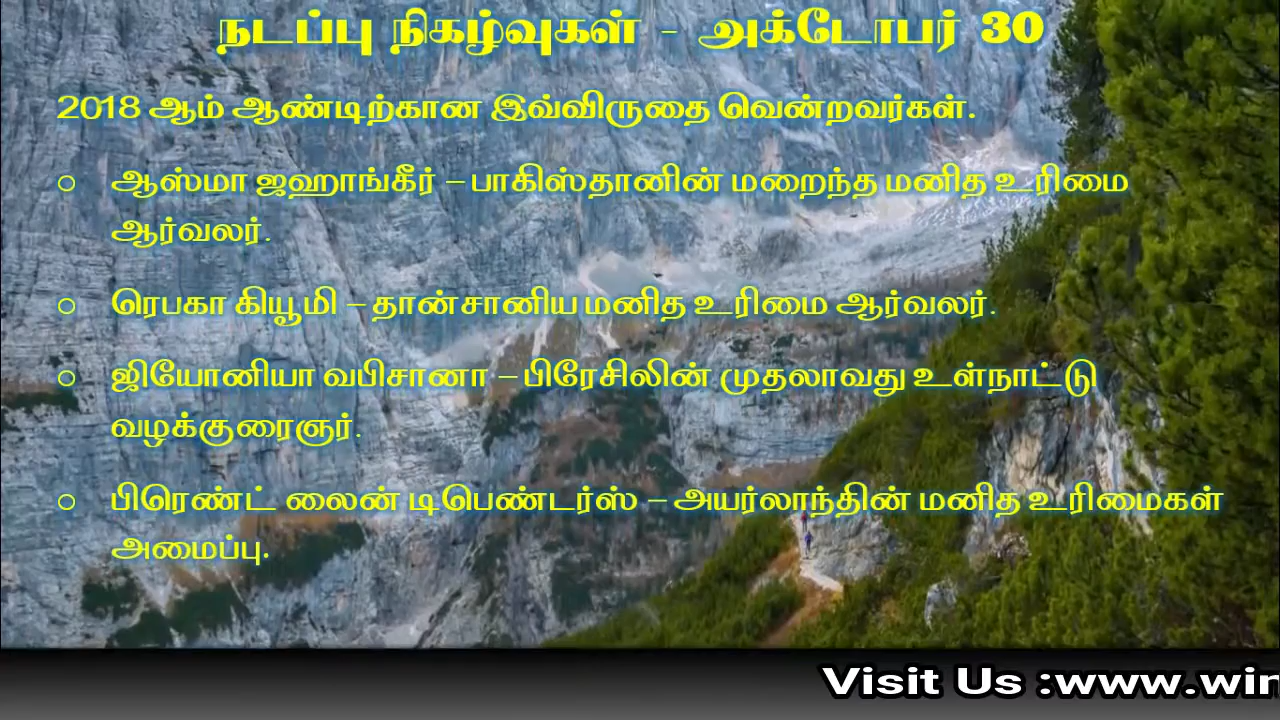 நடப்பு நிகழ்வுகள் - அக்டோபர் 30
2018 ஆம் ஆண்டிற்கான இவ்விருதை வென்றவர்கள்.
o ஆஸ்மா ஜஹாங்கீர் – பாகிஸ்தானின் மறைந்த மனித உரிமை
ஆர்வலர்.
o ரெபகா கியூமி – தான்சானிய மனித உரிமை ஆர்வலர்.
o ஜியோனியா வபிசானா – பிரேசிலின் முதலாவது உள்நாட்டு
வழக்குரைஞர்.
o பிரெண்ட் லைன் டிபெண்டர்ஸ் – அயர்லாந்தின் மனித உரிமைகள்
அமைப்பு.
Visit Us :www.win